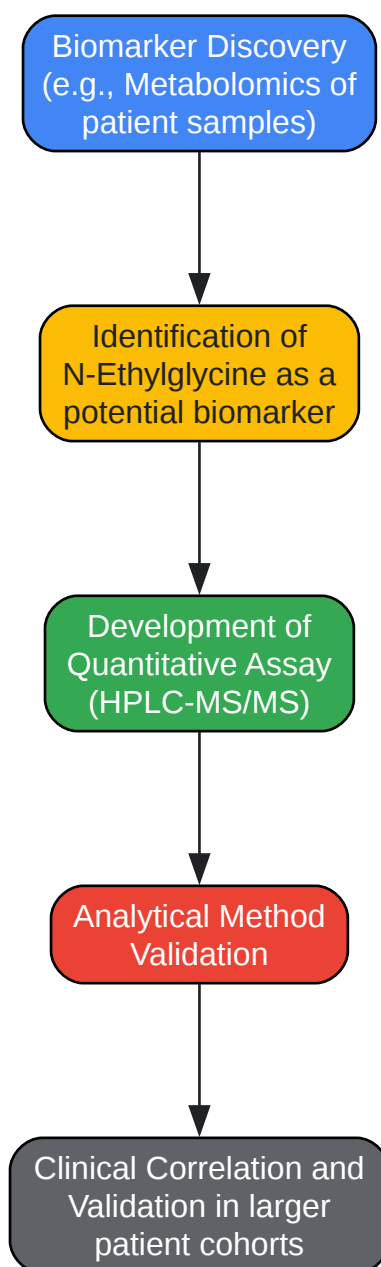 Biomarker Discovery
(e.g., Metabolomics of
patient samples)
Identification of
N-Ethylglycine as a
potential biomarker
Development of
Quantitative Assay
(HPLC-MS/MS)
Analytical Method
Validation
Clinical Correlation and
Validation in larger
patient cohorts